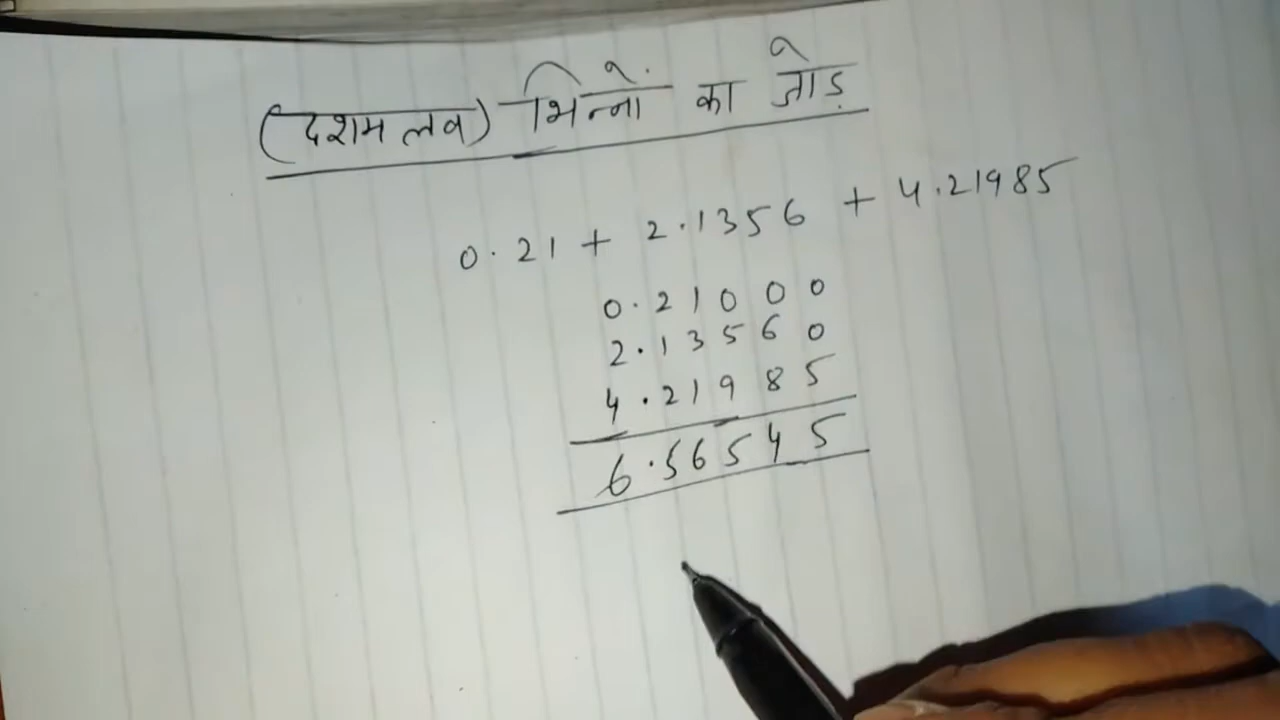 (दशमलव) भिन्नों का जोड़
0.21 + 2.1356 + 4.21985
0.21000
2.13560
4.21985
6.56545